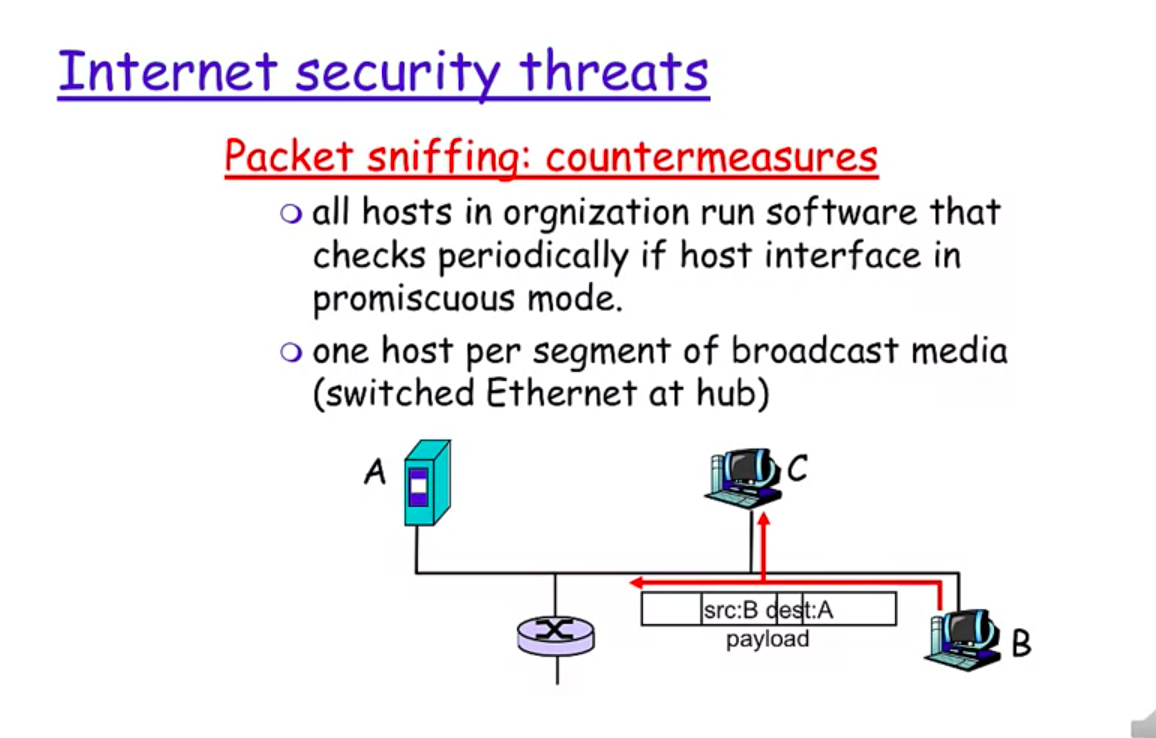 Internet security threats
Packet sniffing: countermeasures
all hosts in orgnization run software that
checks periodically if host interface in
promiscuous mode.
one host per segment of broadcast media
(switched Ethernet at hub)
A
C
src:B dest:A
payload
B